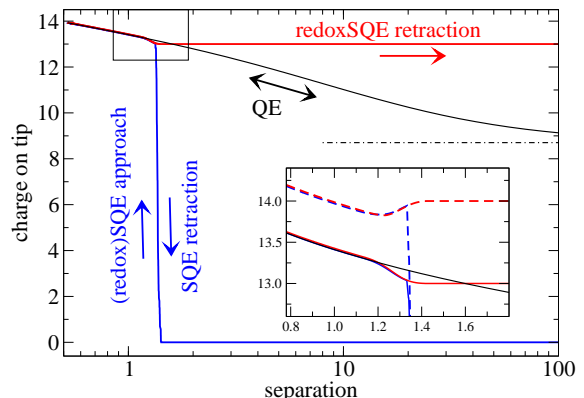 14
12
10
8
6
4
2
0
charge on tip
redoxSQE retraction
QE
(redox)SQE approach
SQE retraction
14.0
13.5
13.0
0.8 1.0 1.2 1.4 1.6
1 10 100
separation